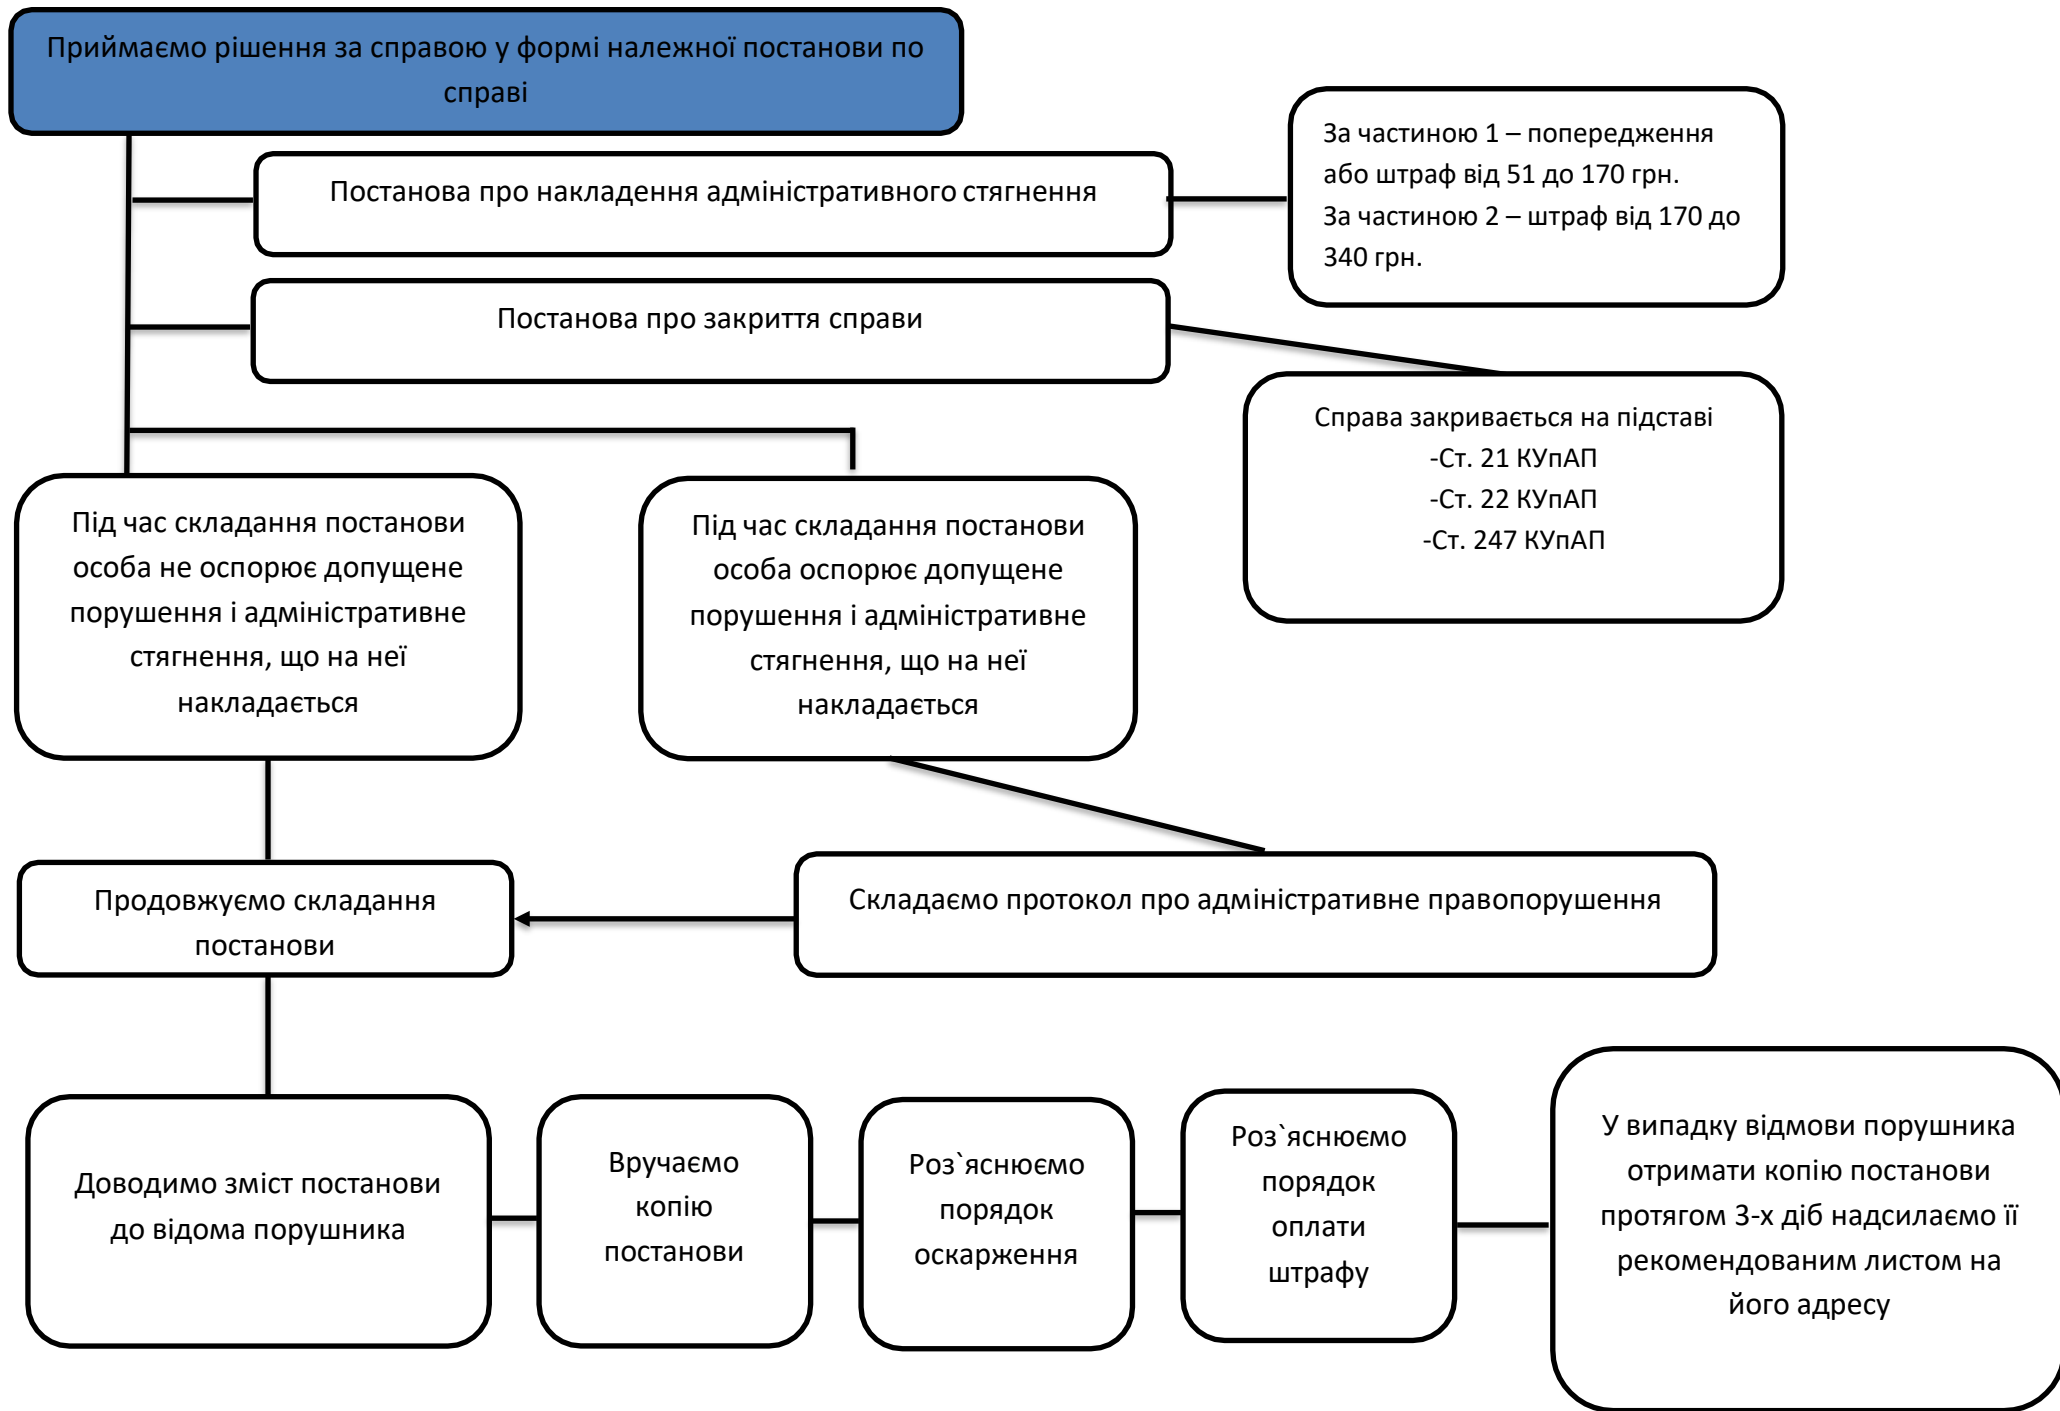 Приймаємо рішення за справою у формі належної постанови по
справі
Постанова про накладення адміністративного стягнення
За частиною 1 – попередження
або штраф від 51 до 170 грн.
За частиною 2 – штраф від 170 до
340 грн.
Постанова про закриття справи
Справа закривається на підставі
-Ст. 21 КУпАП
-Ст. 22 КУпАП
-Ст. 247 КУпАП
Під час складання постанови
особа не оспорює допущене
порушення і адміністративне
стягнення, що на неї
накладається
Під час складання постанови
особа оспорює допущене
порушення і адміністративне
стягнення, що на неї
накладається
Продовжуємо складання
постанови
Складаємо протокол про адміністративне правопорушення
Доводимо зміст постанови
до відома порушника
Вручаємо
копію
постанови
Роз`яснюємо
порядок
оскарження
Роз`яснюємо
порядок
оплати
штрафу
У випадку відмови порушника
отримати копію постанови
протягом 3-х діб надсилаємо її
рекомендованим листом на
його адресу